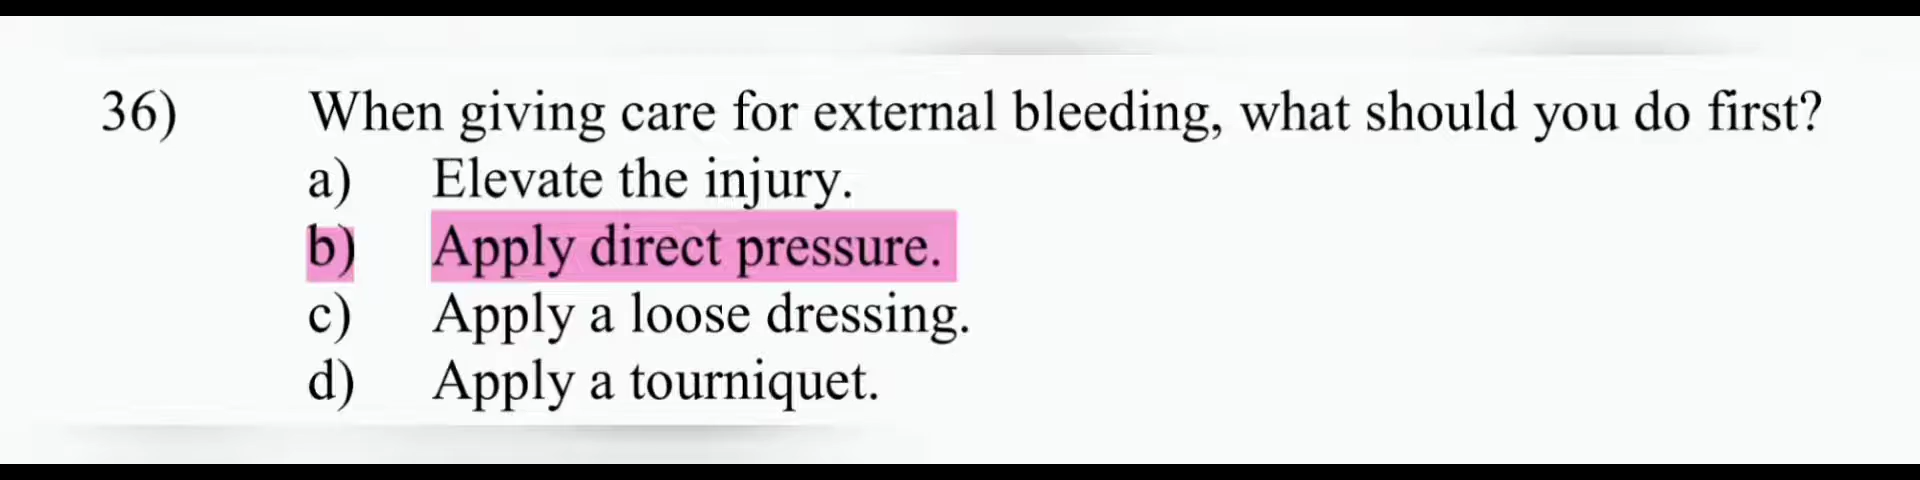 36) When giving care for external bleeding, what should you do first?
a) Elevate the injury.
b) Apply direct pressure.
c) Apply a loose dressing.
d) Apply a tourniquet.